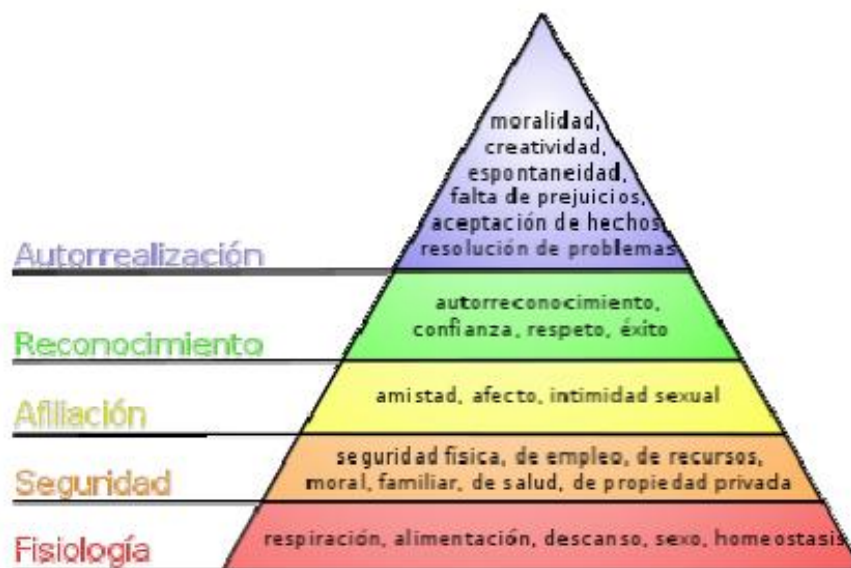 moralidad,
creatividad,
espontaneidad,
falta de prejuicios,
aceptación de hechos,
resolución de problemas
Autorrealización
autorreconocimiento,
confianza, respeto, éxito
Reconocimiento
amistad, afecto, intimidad sexual
Afiliación
seguridad física, de empleo, de recursos,
moral, familiar, de salud, de propiedad privada
Seguridad
respiración, alimentación, descanso, sexo, homeostasis
Fisiología